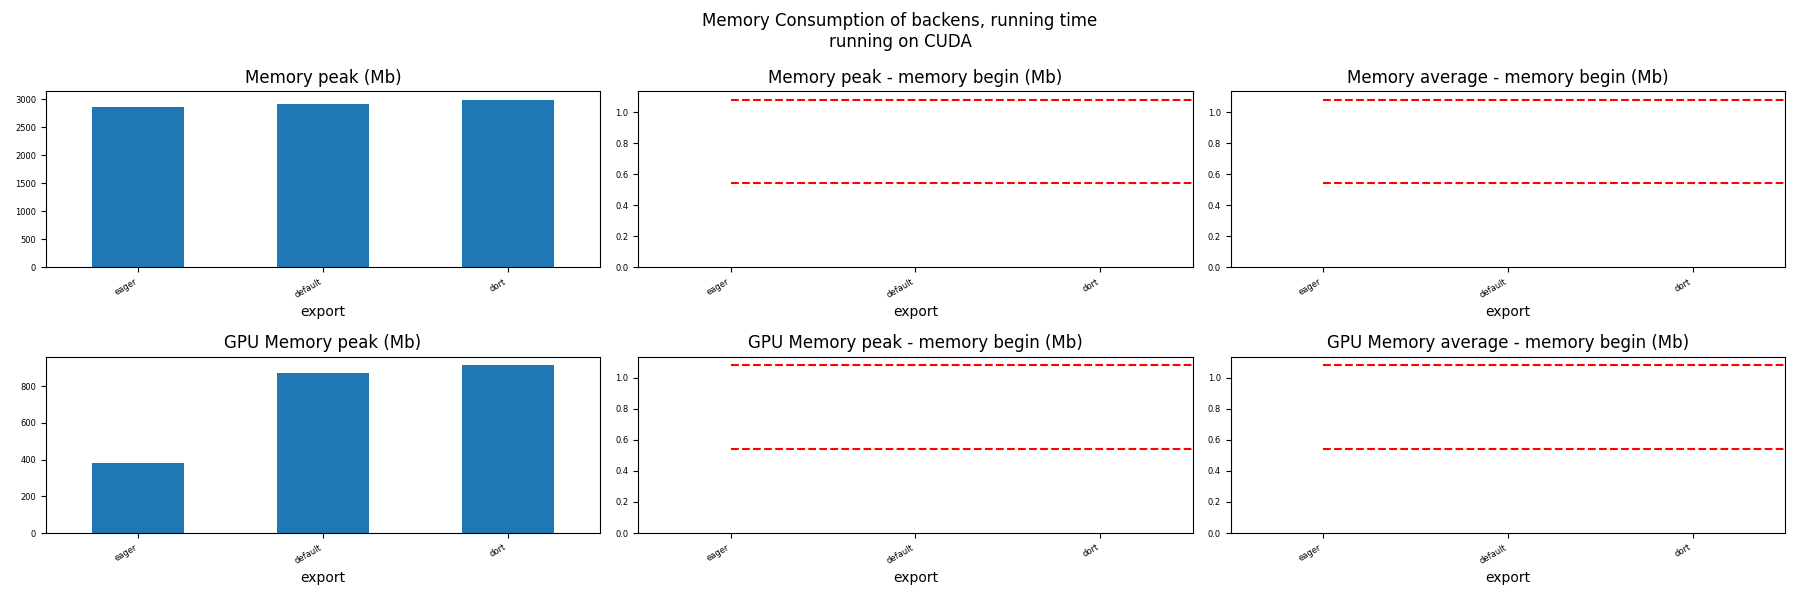 Memory Consumption of backens, running time
running on CUDA
Memory peak (Mb)
3000
2500
2000
1500
1000
500
0
eager
default
dort
export
Memory peak - memory begin (Mb)
1.0
0.8
0.6
0.4
0.2
0.0
eager
default
dort
export
Memory average - memory begin (Mb)
1.0
0.8
0.6
0.4
0.2
0.0
eager
default
dort
export
GPU Memory peak (Mb)
800
600
400
200
0
eager
default
dort
export
GPU Memory peak - memory begin (Mb)
1.0
0.8
0.6
0.4
0.2
0.0
eager
default
dort
export
GPU Memory average - memory begin (Mb)
1.0
0.8
0.6
0.4
0.2
0.0
eager
default
dort
export